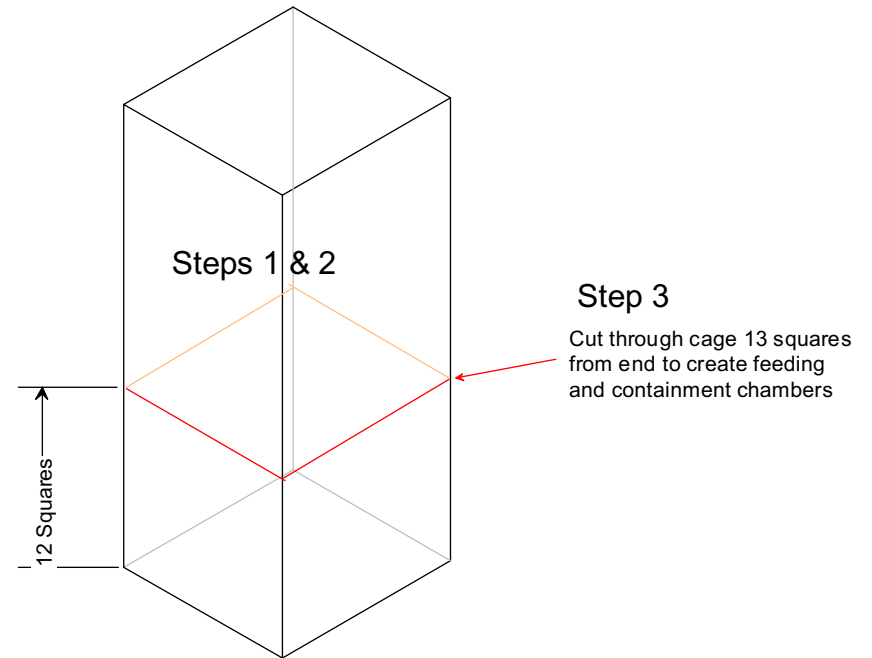 Steps 1 & 2
Step 3
Cut through cage 13 squares
from end to create feeding
and containment chambers
12 Squares